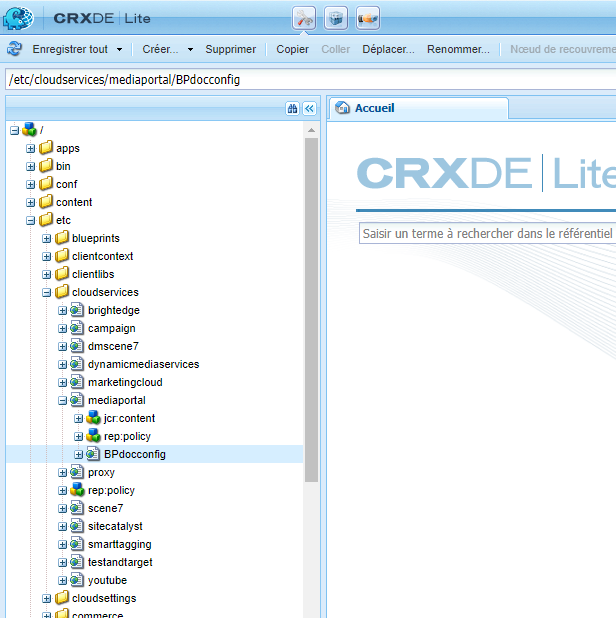 CRXDE | Lite
Enregistrer tout Créer... Supprimer Copier Coller Déplacer... Renommer... Nœud de recouvreme
/etc/cloudservices/mediaportal/BPdocconfig
Accueil
/
apps
bin
conf
content
etc
blueprints
clientcontext
clientlibs
cloudservices
brightedge
campaign
dmscene7
dynamicmediaservices
marketingcloud
mediaportal
jcr:content
rep:policy
BPdocconfig
proxy
rep:policy
scene7
sitecatalyst
smarttagging
testandtarget
youtube
cloudsettings
commerce
CRXDE | Lite
Saisir un terme à rechercher dans le référentiel